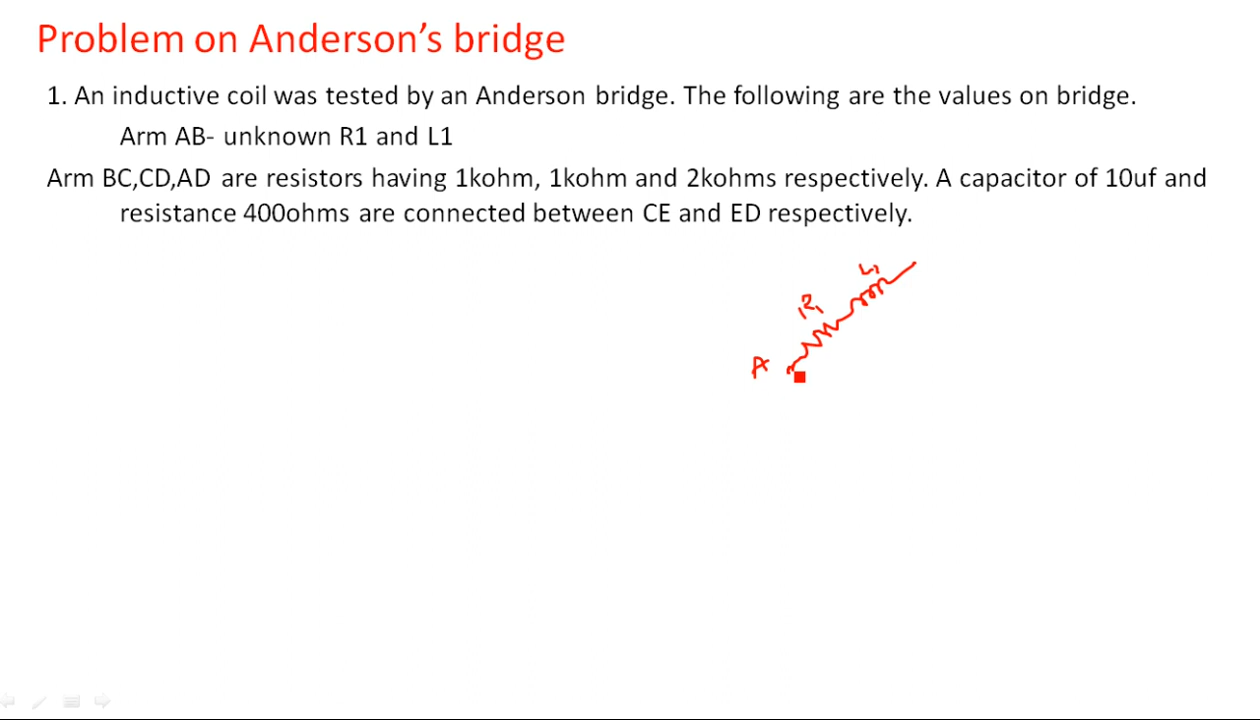 Problem on Anderson's bridge
1. An inductive coil was tested by an Anderson bridge. The following are the values on bridge.
Arm AB- unknown R1 and L1
Arm BC,CD,AD are resistors having 1kohm, 1kohm and 2kohms respectively. A capacitor of 10uf and
resistance 400ohms are connected between CE and ED respectively.
L1
R1
A